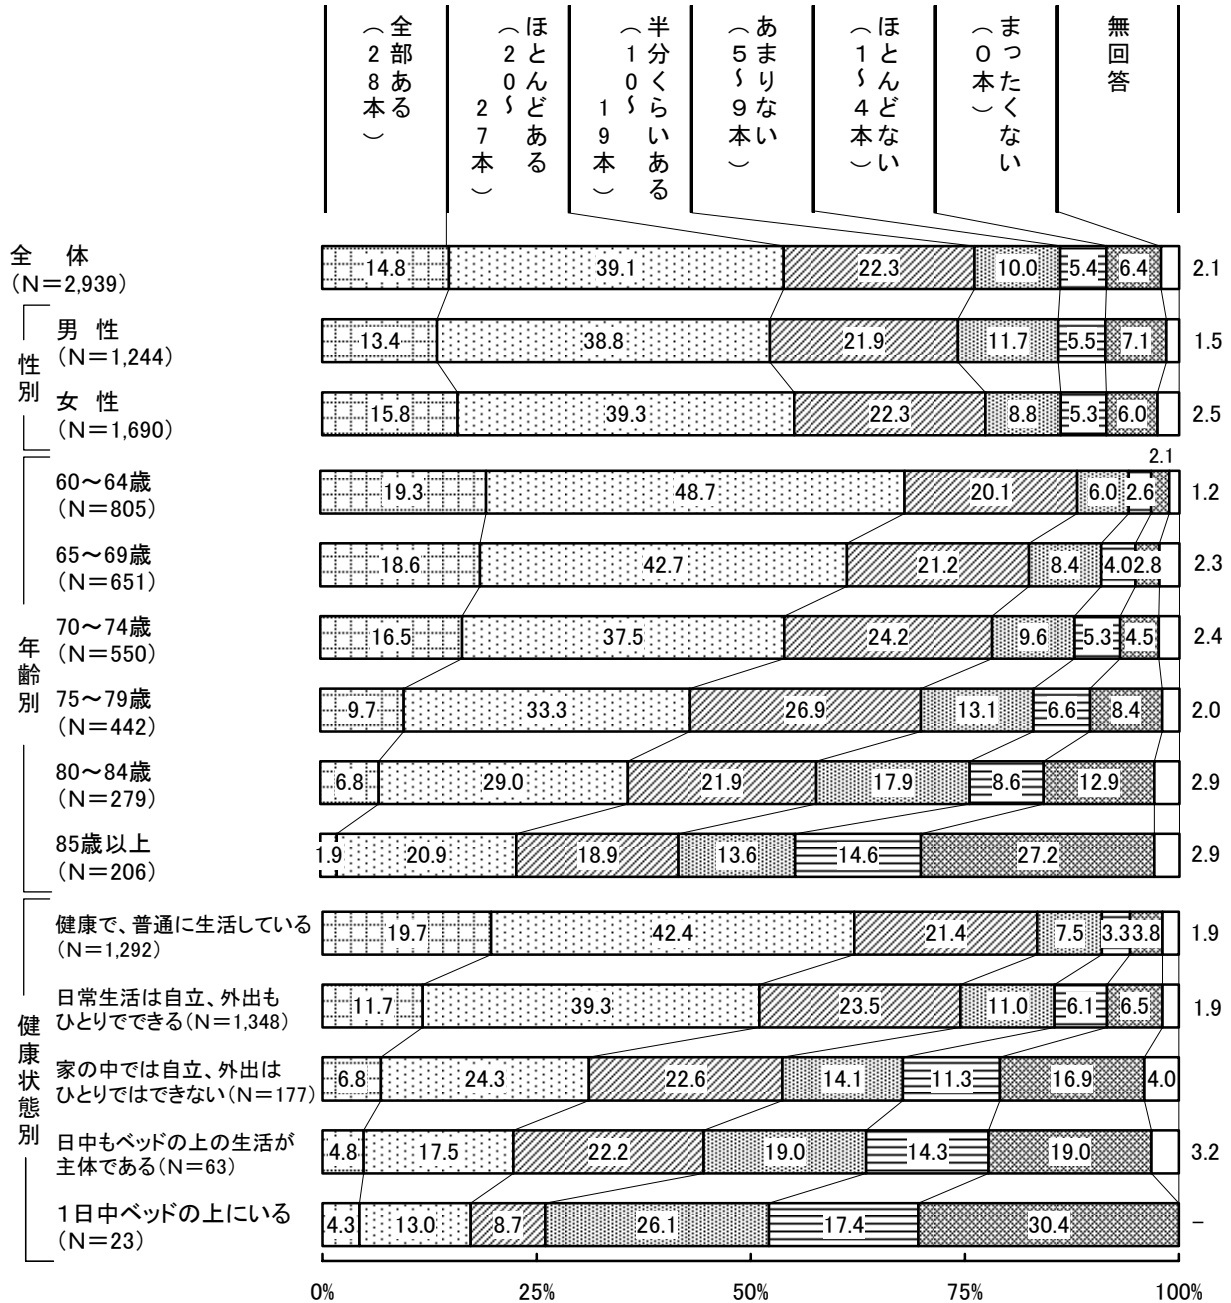 全部ある
（２８本）
ほとんどある
（２０～
２７本）
半分くらいある
（１０～
１９本）
あまりない
（５～９本）
ほとんどない
（１～４本）
まったくない
（０本）
無回答
全　体
（Ｎ＝2,939）
14.8 39.1 22.3 10.0 5.4 6.4 2.1
性別
男 性
（Ｎ＝1,244）
13.4 38.8 21.9 11.7 5.5 7.1 1.5
女 性
（Ｎ＝1,690）
15.8 39.3 22.3 8.8 5.3 6.0 2.5
年齢別
60～64歳
（Ｎ＝805）
19.3 48.7 20.1 6.0 2.6 2.1 1.2
65～69歳
（Ｎ＝651）
18.6 42.7 21.2 8.4 4.0 2.8 2.3
70～74歳
（Ｎ＝550）
16.5 37.5 24.2 9.6 5.3 4.5 2.4
75～79歳
（Ｎ＝442）
9.7 33.3 26.9 13.1 6.6 8.4 2.0
80～84歳
（Ｎ＝279）
6.8 29.0 21.9 17.9 8.6 12.9 2.9
85歳以上
（Ｎ＝206）
1.9 20.9 18.9 13.6 14.6 27.2 2.9
健康状態別
健康で、普通に生活している
（Ｎ＝1,292）
19.7 42.4 21.4 7.5 3.3 3.8 1.9
日常生活は自立、外出も
ひとりでできる（Ｎ＝1,348）
11.7 39.3 23.5 11.0 6.1 6.5 1.9
家の中では自立、外出は
ひとりではできない（Ｎ＝177）
6.8 24.3 22.6 14.1 11.3 16.9 4.0
日中もベッドの上の生活が
主体である（Ｎ＝63）
4.8 17.5 22.2 19.0 14.3 19.0 3.2
１日中ベッドの上にいる
（Ｎ＝23）
4.3 13.0 8.7 26.1 17.4 30.4 －
0% 25% 50% 75% 100%